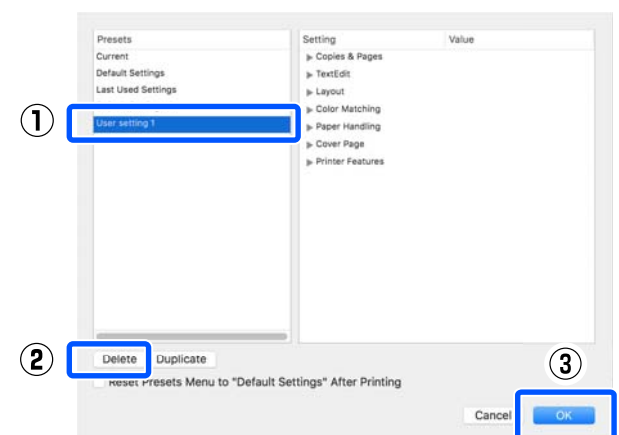 Presets
Setting Value
Current
▶ Copies & Pages
Default Settings
▶ TextEdit
Last Used Settings
▶ Layout
▶ Color Matching
①
User setting 1
▶ Paper Handling
▶ Cover Page
▶ Printer Features
②
Delete Duplicate
③
Reset Presets Menu to "Default Settings" After Printing
Cancel OK